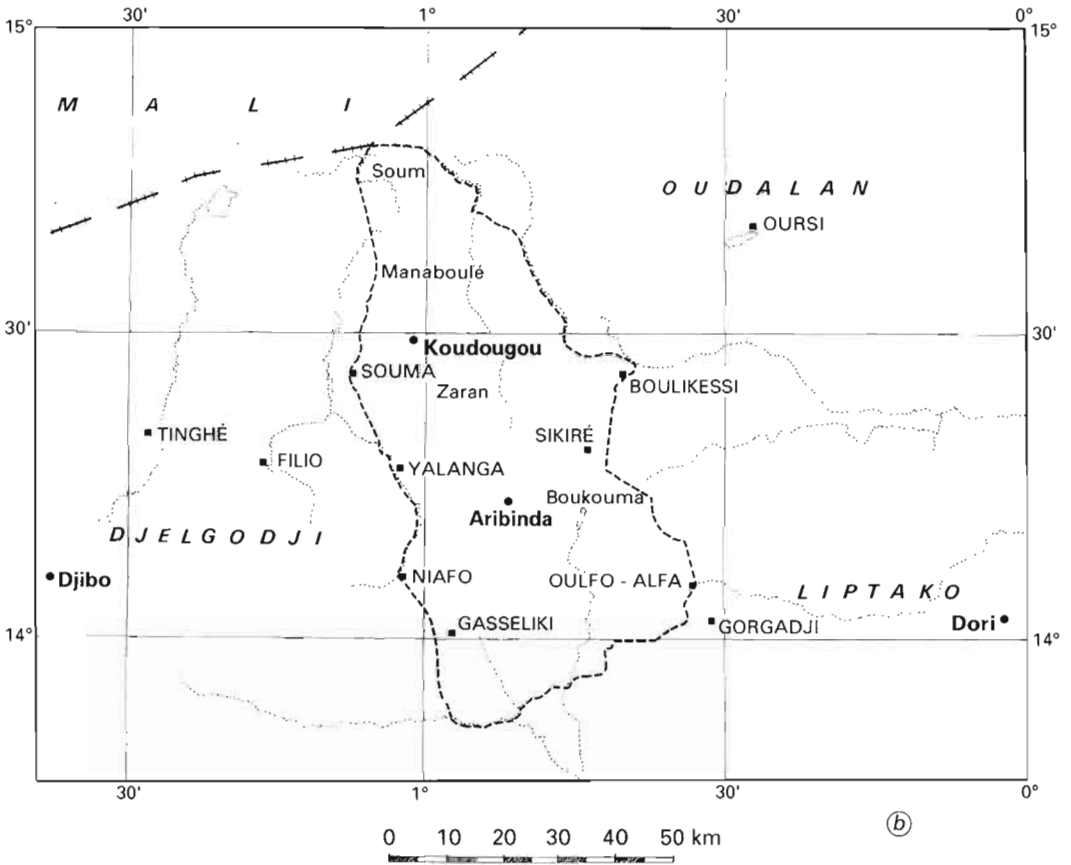 30' 1° 30' 0°
15° 15°
M A L I
Soum
O U D A L A N
OURSI
Manaboulé
30' 30'
Koudougou
SOUMA
BOULIKESSI
Zaran
TINGHÉ
SIKIRÉ
FILIO
YALANGA
Boukouma
Aribinda
D J E L G O D J I
Djibo
NIAFO
OULFO - ALFA
L I P T A K O
GASSELIKI
GORGADJI
Dori
14° 14°
30' 1° 30' 0°
b
0 10 20 30 40 50 km